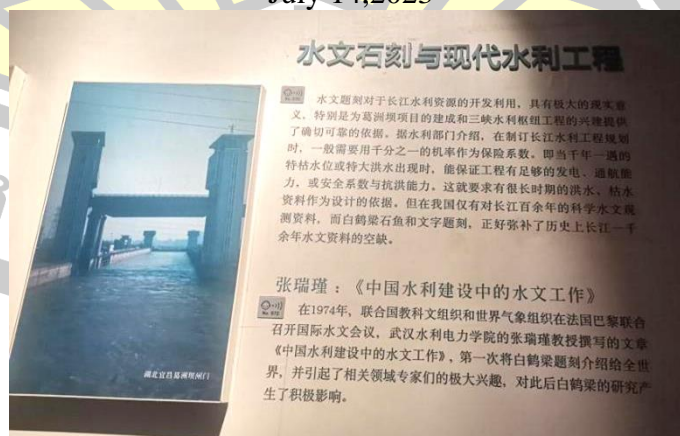 July 14,2023
水文石刻与现代水利工程
水文题刻对于长江水利资源的开发利用，具有极大的现实意
义，特别是为葛洲坝项目的建成和三峡水利枢纽工程的兴建提供
了确切可靠的依据。据水利部门介绍，在制订长江水利工程规划
时，一般需要用千分之一的机率作为保险系数。即当千年一遇的
特枯水位或特大洪水出现时，能保证工程有足够的发电、通航能
力，或安全系数与抗洪能力。这就要求有很长时期的洪水、枯水
资料作为设计的依据。但在我国仅有对长江百余年的科学水文观
测资料，而白鹤梁石鱼和文字题刻，正好弥补了历史上长江一千
余年水文资料的空缺。
张瑞瑾：《中国水利建设中的水文工作》
在1974年，联合国教科文组织和世界气象组织在法国巴黎联合
召开国际水文会议，武汉水利电力学院的张瑞瑾教授撰写的文章
《中国水利建设中的水文工作》，第一次将白鹤梁题刻介绍给全世
界，并引起了相关领域专家们的极大兴趣，对此后白鹤梁的研究产
生了积极影响。
湖北宜昌葛洲坝闸门